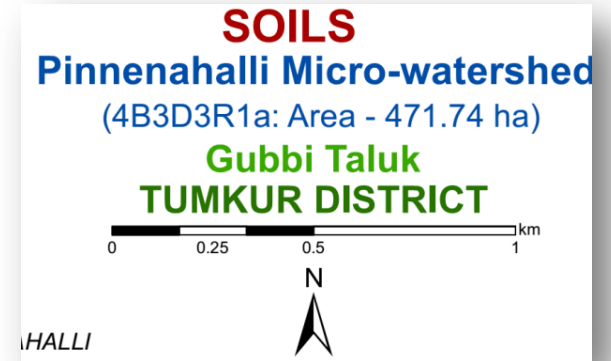 SOILS
Pinnenahalli Micro-watershed
(4B3D3R1a: Area - 471.74 ha)
Gubbi Taluk
TUMKUR DISTRICT
km
0 0.25 0.5 1
N
HALLI